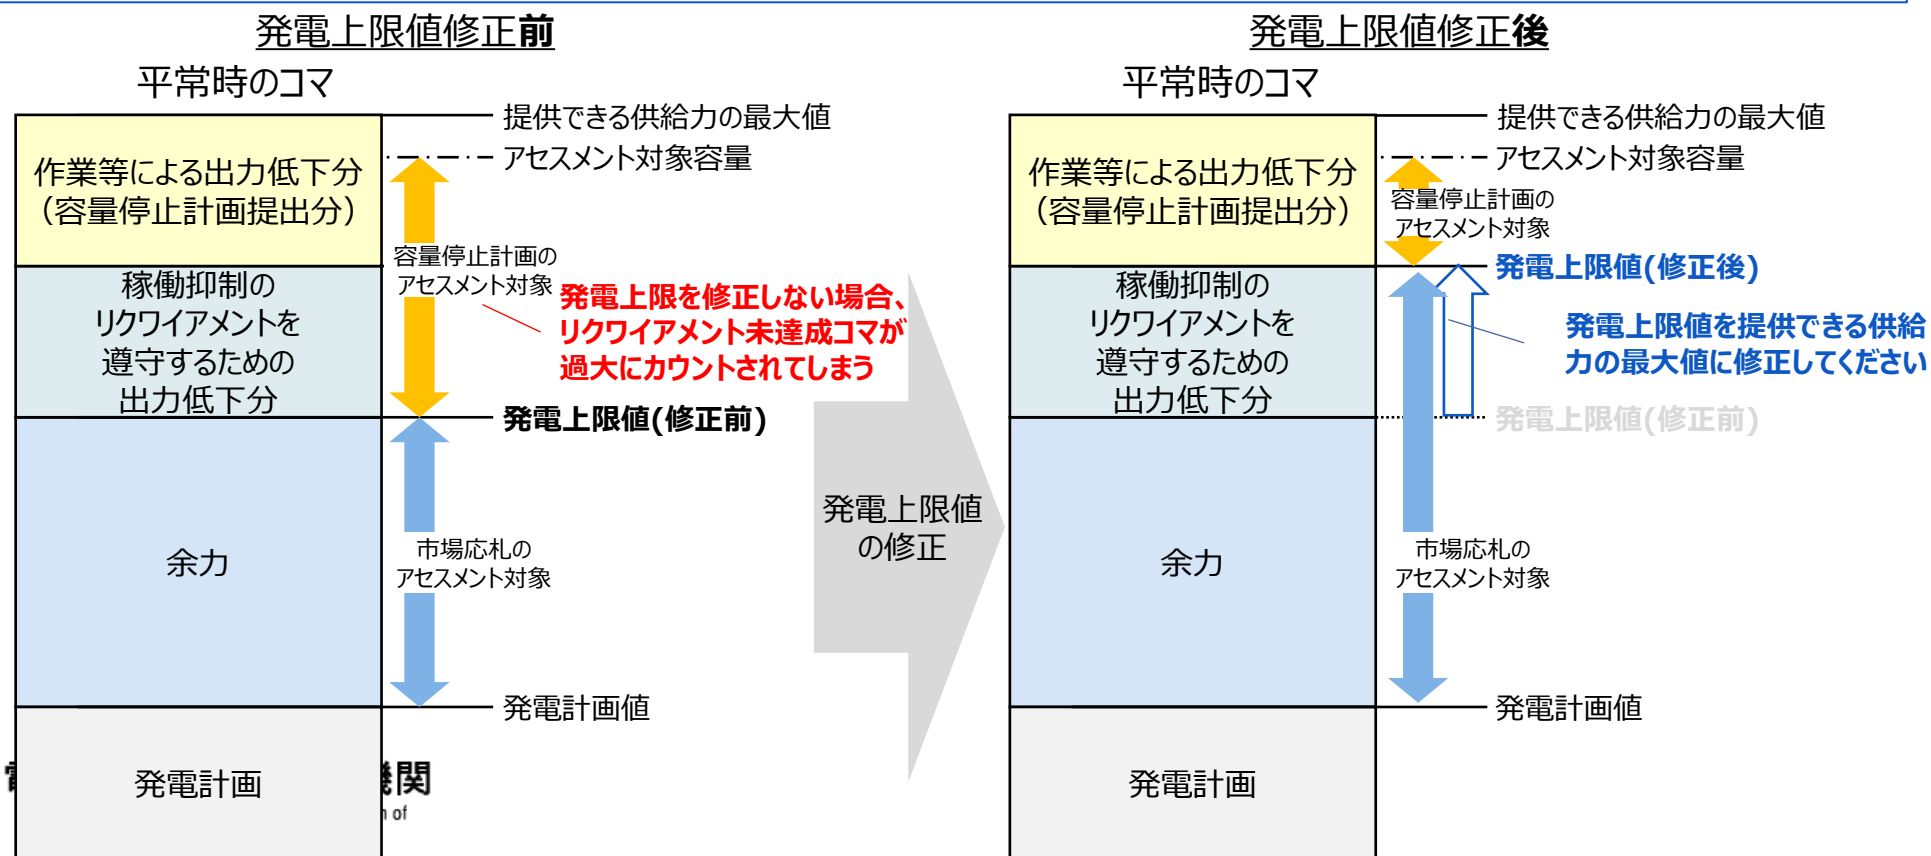 発電上限値修正前
平常時のコマ
提供できる供給力の最大値
アセスメント対象容量
作業等による出力低下分
（容量停止計画提出分）
容量停止計画の
アセスメント対象
稼働抑制の
リクワイアメントを
遵守するための
出力低下分
発電上限を修正しない場合、
リクワイアメント未達成コマが
過大にカウントされてしまう
発電上限値(修正前)
余力
市場応札の
アセスメント対象
発電計画値
発電計画
機関
n of
発電上限値
の修正
発電上限値修正後
平常時のコマ
提供できる供給力の最大値
アセスメント対象容量
作業等による出力低下分
（容量停止計画提出分）
容量停止計画の
アセスメント対象
発電上限値(修正後)
稼働抑制の
リクワイアメントを
遵守するための
出力低下分
発電上限値を提供できる供給
力の最大値に修正してください
発電上限値(修正前)
余力
市場応札の
アセスメント対象
発電計画値
発電計画